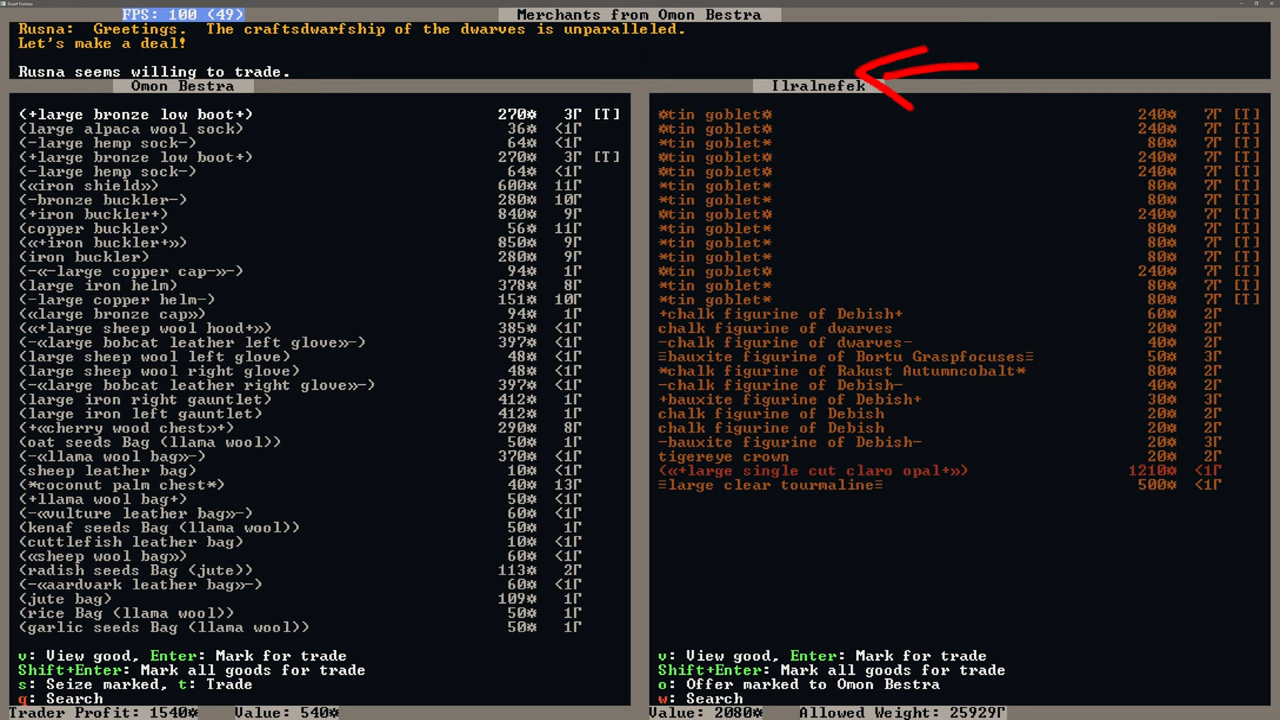 Dwarf Fortress
FPS: 100 (49)
Merchants from Omon Bestra
Rusna: Greetings. The craftsdwarfship of the dwarves is unparalleled.
Let's make a deal!
Rusna seems willing to trade.
Omon Bestra
(+large bronze low boot+) 270☼ 3Γ [T]
(large alpaca wool sock) 36☼ <1Γ
(-large hemp sock-) 64☼ <1Γ
(+large bronze low boot+) 270☼ 3Γ [T]
(-large hemp sock-) 64☼ <1Γ
(«iron shield») 600☼ 11Γ
(-bronze buckler-) 280☼ 10Γ
(+iron buckler+) 840☼ 9Γ
(copper buckler) 56☼ 11Γ
(«+iron buckler+») 850☼ 9Γ
(iron buckler) 280☼ 9Γ
(-«-large copper cap-»-) 94☼ 1Γ
(large iron helm) 378☼ 8Γ
(-large copper helm-) 151☼ 10Γ
(«large bronze cap») 94☼ 1Γ
(«+large sheep wool hood+») 385☼ <1Γ
(-«large bobcat leather left glove»-) 397☼ <1Γ
(large sheep wool left glove) 48☼ <1Γ
(large sheep wool right glove) 48☼ <1Γ
(-«large bobcat leather right glove»-) 397☼ <1Γ
(large iron right gauntlet) 412☼ 1Γ
(large iron left gauntlet) 412☼ 1Γ
(+«cherry wood chest»+) 290☼ 8Γ
(oat seeds Bag (llama wool)) 50☼ 1Γ
(-«llama wool bag»-) 370☼ <1Γ
(sheep leather bag) 10☼ <1Γ
(*coconut palm chest*) 40☼ 13Γ
(+llama wool bag+) 50☼ <1Γ
(-«vulture leather bag»-) 60☼ <1Γ
(kenaf seeds Bag (llama wool)) 50☼ 1Γ
(cuttlefish leather bag) 10☼ <1Γ
(«sheep wool bag») 60☼ <1Γ
(radish seeds Bag (jute)) 113☼ 2Γ
(-«aardvark leather bag»-) 60☼ <1Γ
(jute bag) 109☼ 1Γ
(rice Bag (llama wool)) 50☼ 1Γ
(garlic seeds Bag (llama wool)) 50☼ 1Γ
v: View good, Enter: Mark for trade
Shift+Enter: Mark all goods for trade
s: Seize marked, t: Trade
q: Search
Trader Profit: 1540☼ Value: 540☼
Ilralnefek
☼tin goblet☼ 240☼ 7Γ [T]
☼tin goblet☼ 240☼ 7Γ [T]
*tin goblet* 80☼ 7Γ [T]
☼tin goblet☼ 240☼ 7Γ [T]
☼tin goblet☼ 240☼ 7Γ [T]
*tin goblet* 80☼ 7Γ [T]
*tin goblet* 80☼ 7Γ [T]
☼tin goblet☼ 240☼ 7Γ [T]
*tin goblet* 80☼ 7Γ [T]
*tin goblet* 80☼ 7Γ [T]
*tin goblet* 80☼ 7Γ [T]
☼tin goblet☼ 240☼ 7Γ [T]
*tin goblet* 80☼ 7Γ [T]
*tin goblet* 80☼ 7Γ [T]
+chalk figurine of Debish+ 60☼ 2Γ
chalk figurine of dwarves 20☼ 2Γ
-chalk figurine of dwarves- 40☼ 2Γ
≡bauxite figurine of Bortu Graspfocuses≡ 50☼ 3Γ
*chalk figurine of Rakust Autumncobalt* 80☼ 2Γ
-chalk figurine of Debish- 40☼ 2Γ
+bauxite figurine of Debish+ 30☼ 3Γ
chalk figurine of Debish 20☼ 2Γ
chalk figurine of Debish 20☼ 2Γ
-bauxite figurine of Debish- 20☼ 3Γ
tigereye crown 20☼ 2Γ
(«+large single cut claro opal+») 1210☼ <1Γ
≡large clear tourmaline≡ 500☼ <1Γ
v: View good, Enter: Mark for trade
Shift+Enter: Mark all goods for trade
o: Offer marked to Omon Bestra
w: Search
Value: 2080☼ Allowed Weight: 25929Γ